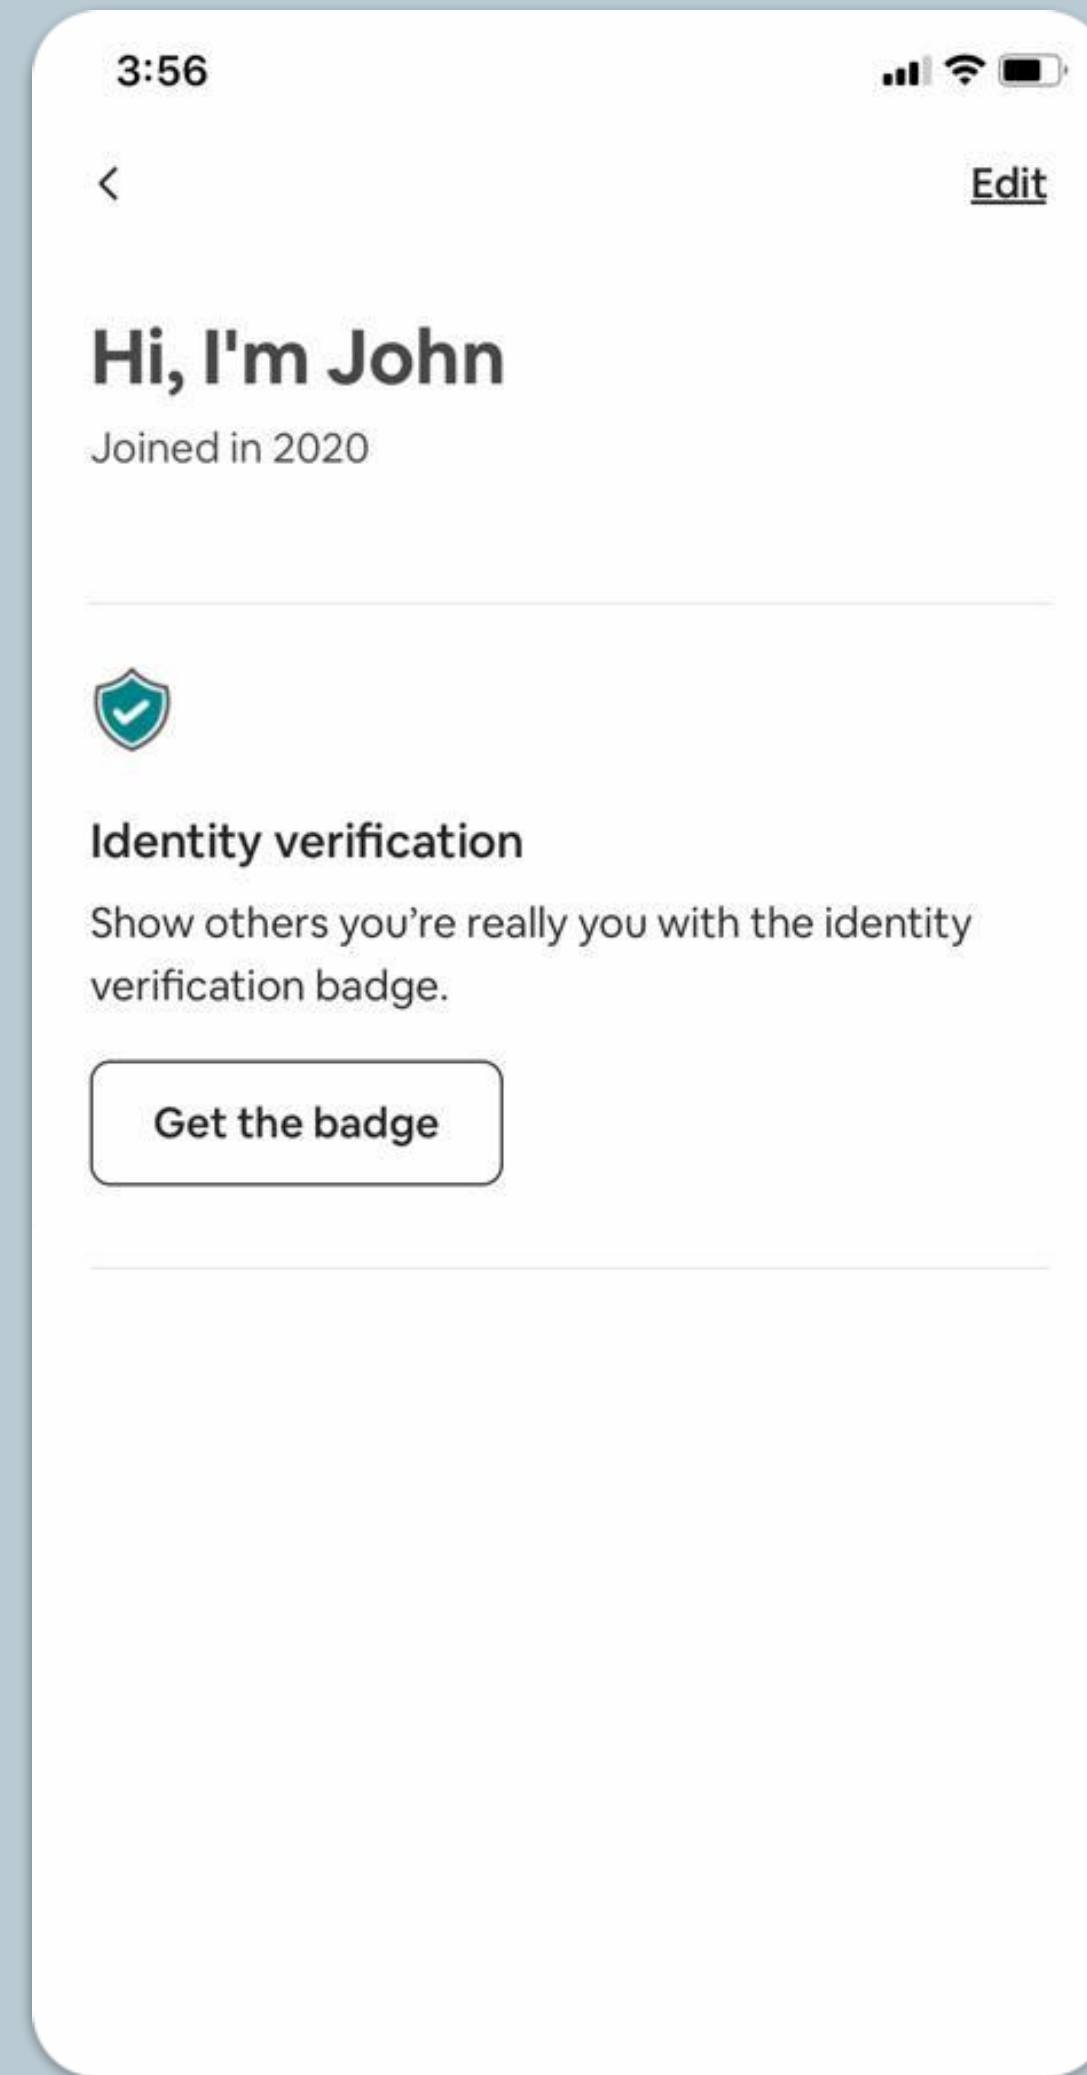 3:56
Edit
Hi, I'm John
Joined in 2020
Identity verification
Show others you’re really you with the identity
verification badge.
Get the badge